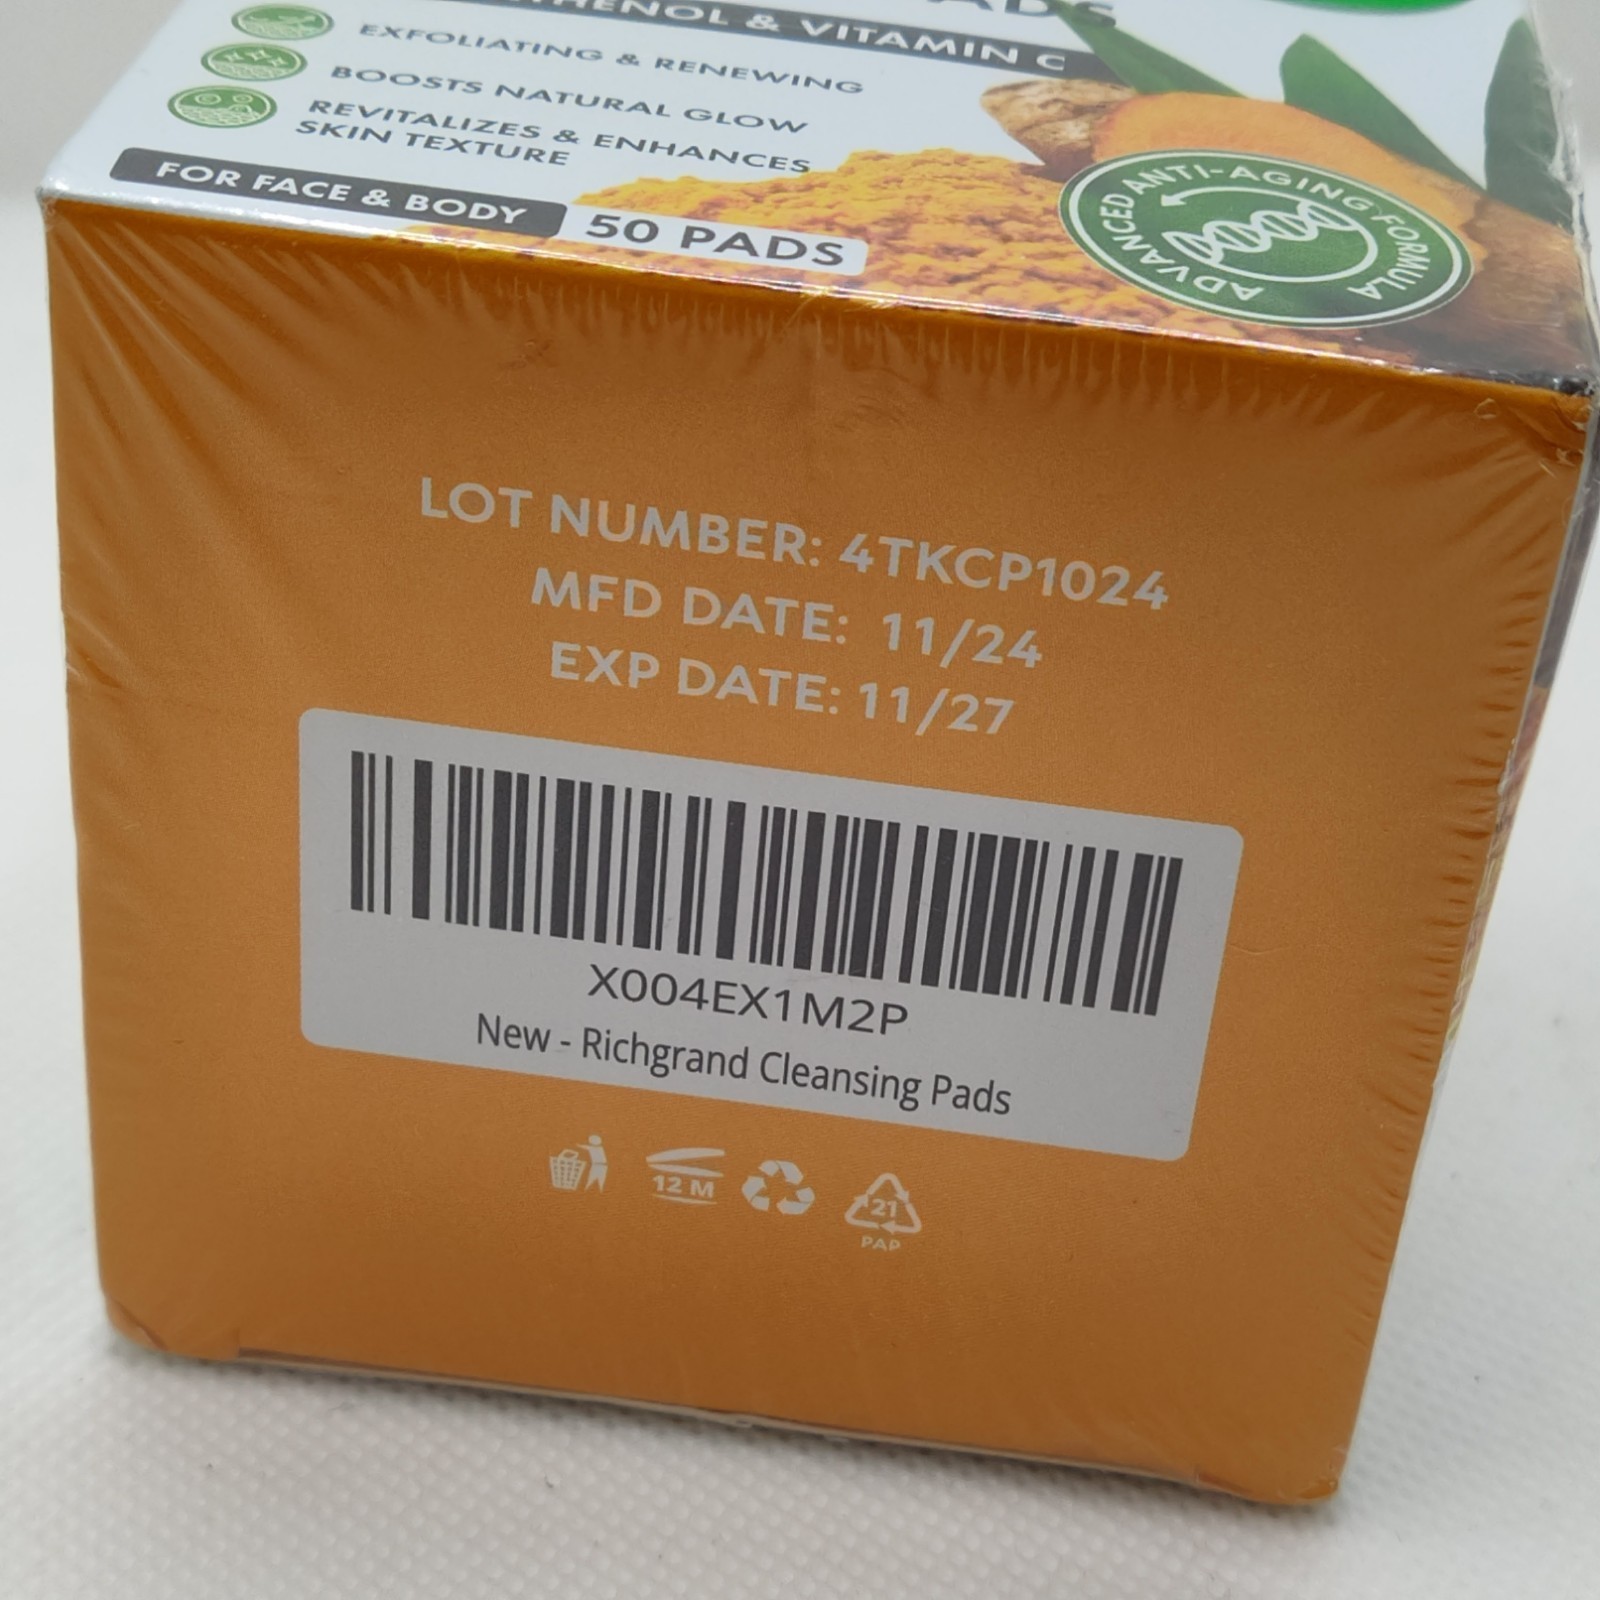 & VITAMIN C
EXFOLIATING & RENEWING
BOOSTS NATURAL GLOW
REVITALIZES & ENHANCES
SKIN TEXTURE
FOR FACE & BODY
50 PADS
ADVANCED ANTI-AGING FORMULA
LOT NUMBER: 4TKCP1024
MFD DATE: 11/24
EXP DATE: 11/27
X004EX1M2P
New - Richgrand Cleansing Pads
12 M
21
PAP